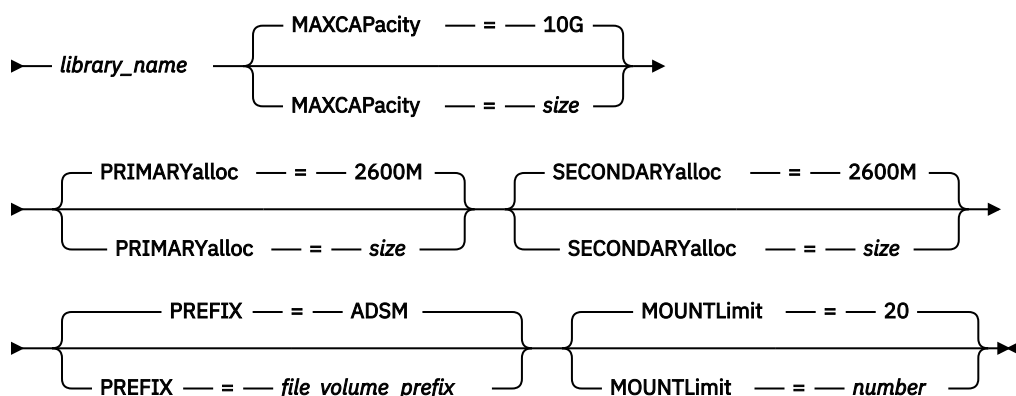 MAXCAPacity = 10G
library_name
MAXCAPacity = size
PRIMARYalloc = 2600M SECONDARYalloc = 2600M
PRIMARYalloc = size SECONDARYalloc = size
PREFIX = ADSM MOUNTLimit = 20
PREFIX = file_volume_prefix MOUNTLimit = number